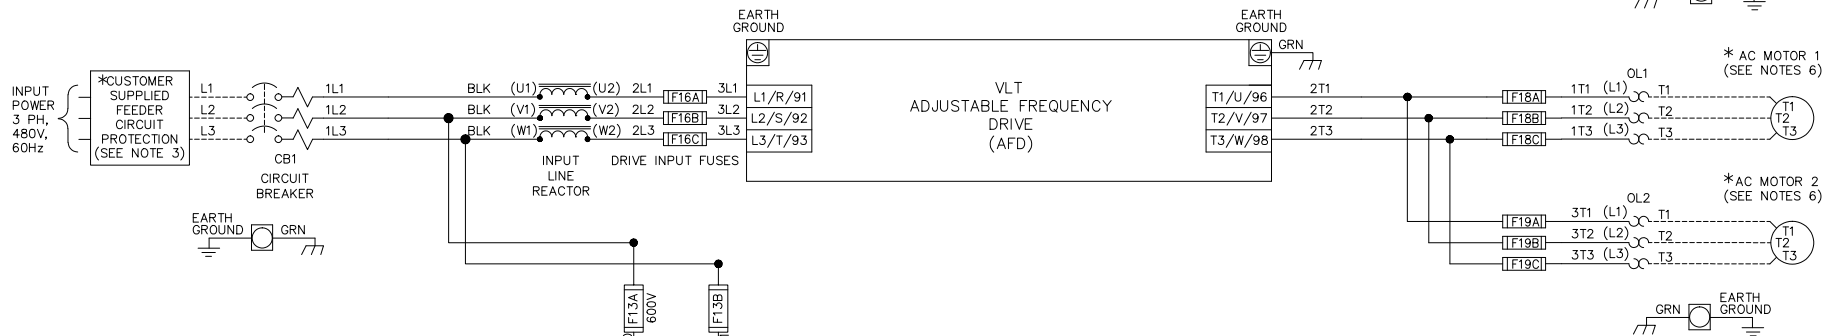 EARTH
GROUND
EARTH
GROUND
GRN
INPUT
POWER
3 PH,
480V,
60Hz
*CUSTOMER
SUPPLIED
FEEDER
CIRCUIT
PROTECTION
(SEE NOTE 3)
L1
L2
L3
CB1
CIRCUIT
BREAKER
1L1
1L2
1L3
BLK
BLK
BLK
(U1)
(V1)
(W1)
(U2)
(V2)
(W2)
INPUT
LINE
REACTOR
2L1
2L2
2L3
F16A
F16B
F16C
DRIVE INPUT FUSES
3L1
3L2
3L3
L1/R/91
L2/S/92
L3/T/93
VLT
ADJUSTABLE FREQUENCY
DRIVE
(AFD)
T1/U/96
T2/V/97
T3/W/98
2T1
2T2
2T3
F18A
F18B
F18C
1T1 (L1)
1T2 (L2)
1T3 (L3)
OL1
T1
T2
T3
* AC MOTOR 1
(SEE NOTES 6)
T1
T2
T3
F19A
F19B
F19C
3T1 (L1)
3T2 (L2)
3T3 (L3)
OL2
T1
T2
T3
* AC MOTOR 2
(SEE NOTES 6)
T1
T2
T3
EARTH
GROUND
GRN
F13A
600V
F13B
GRN
EARTH
GROUND